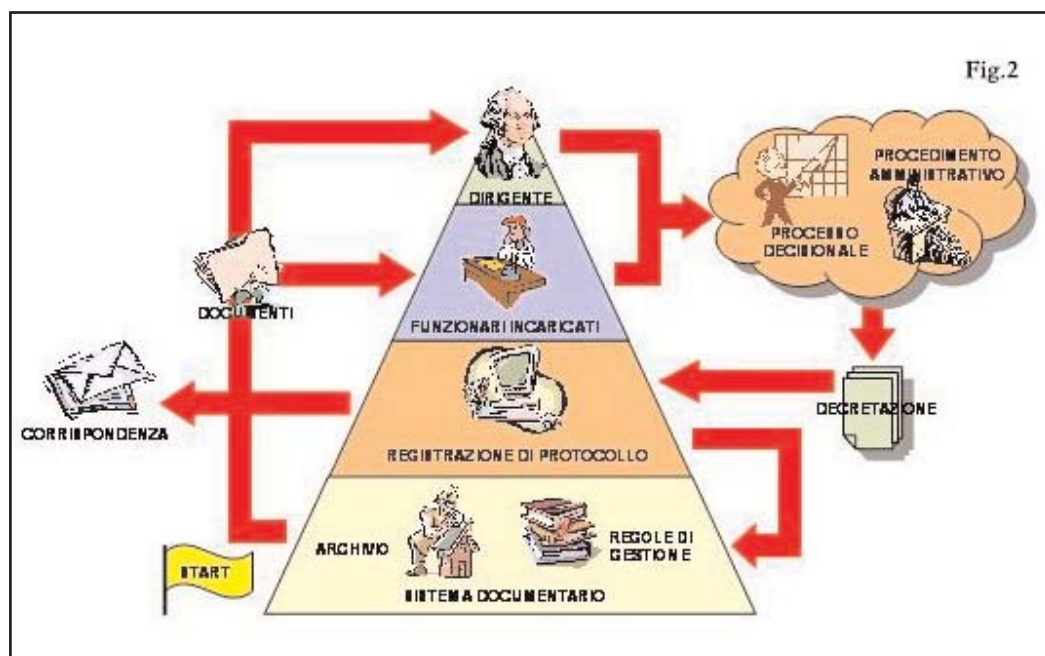 Fig.2
PROCEDIMENTO
AMMINISTRATIVO
PROCESSO
DECISIONALE
DIRIGENTE
DOCUMENTI
FUNZIONARI INCARICATI
CORRISPONDENZA
DECRETAZIONE
REGISTRAZIONE DI PROTOCOLLO
ARCHIVIO
REGOLE DI
GESTIONE
START
SISTEMA DOCUMENTARIO